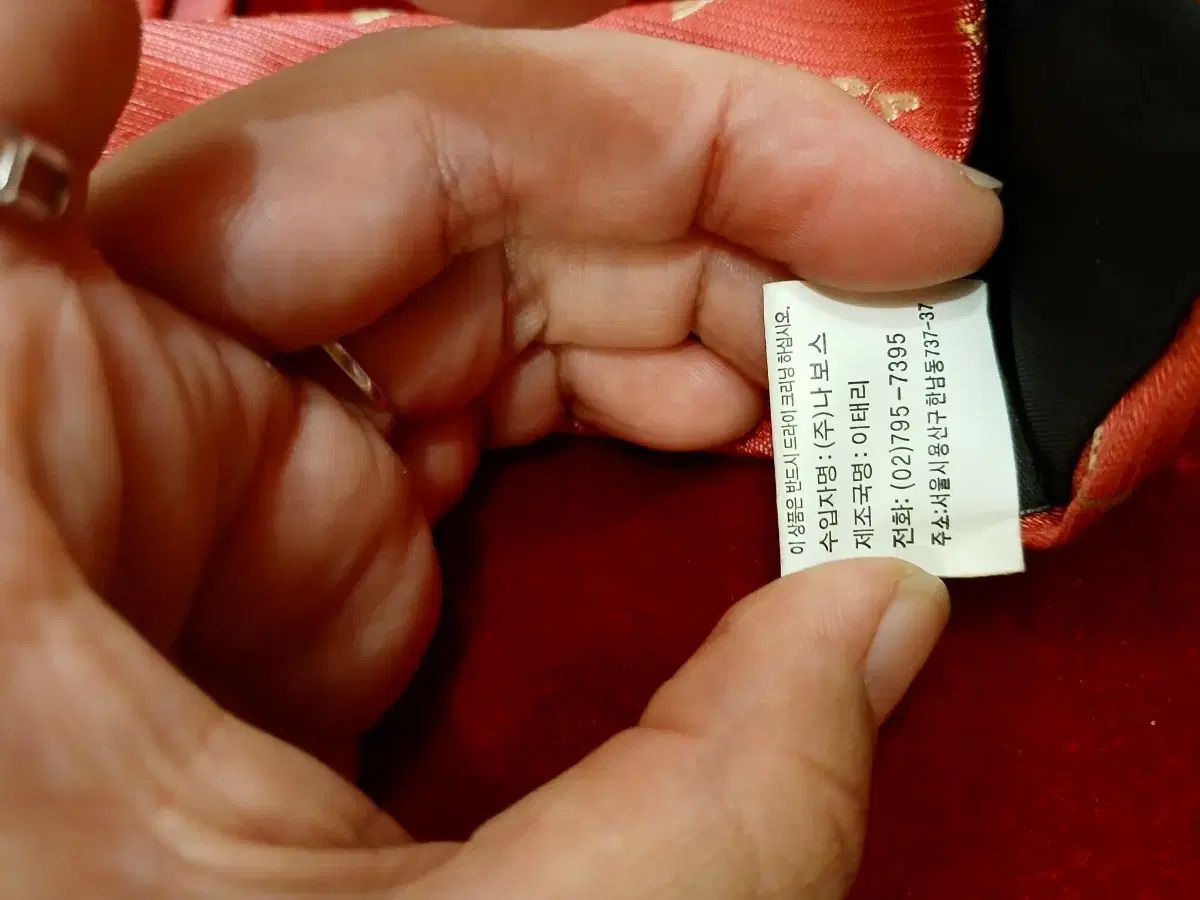 이 상품은 반드시 드라이 크리닝 하십시오.
수입자명 : (주)나보스
제조국명 : 이태리
전화: (02)795-7395
주소:서울시용산구한남동737-37